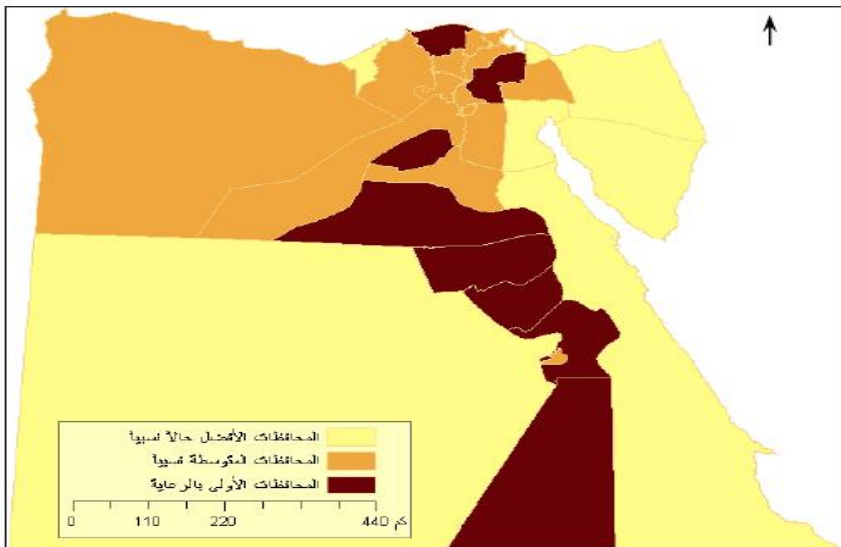 المحافظات الأفضل حالاً نسبياً
المحافظات المتوسطة نسبياً
المحافظات الأولى بالرعاية
0 110 220 440 كم